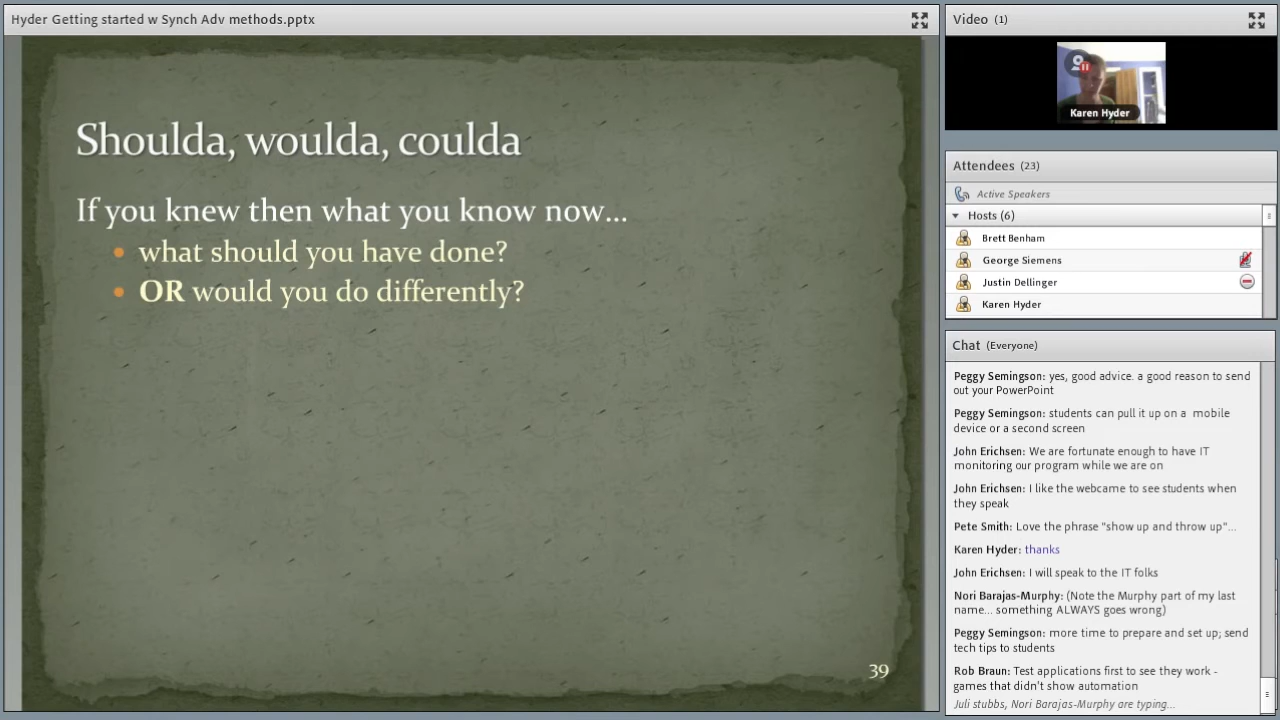 Hyder Getting started w Synch Adv methods.pptx
Shoulda, woulda, coulda
If you knew then what you know now...
• what should you have done?
• OR would you do differently?
39
Video (1)
Karen Hyder
Attendees (23)
Active Speakers
Hosts (6)
Brett Benham
George Siemens
Justin Dellinger
Karen Hyder
Chat (Everyone)
Peggy Semingson: yes, good advice. a good reason to send
out your PowerPoint
Peggy Semingson: students can pull it up on a mobile
device or a second screen
John Erichsen: We are fortunate enough to have IT
monitoring our program while we are on
John Erichsen: I like the webcame to see students when
they speak
Pete Smith: Love the phrase "show up and throw up"...
Karen Hyder: thanks
John Erichsen: I will speak to the IT folks
Nori Barajas-Murphy: (Note the Murphy part of my last
name... something ALWAYS goes wrong)
Peggy Semingson: more time to prepare and set up; send
tech tips to students
Rob Braun: Test applications first to see they work -
games that didn't show automation
Juli stubbs, Nori Barajas-Murphy are typing...